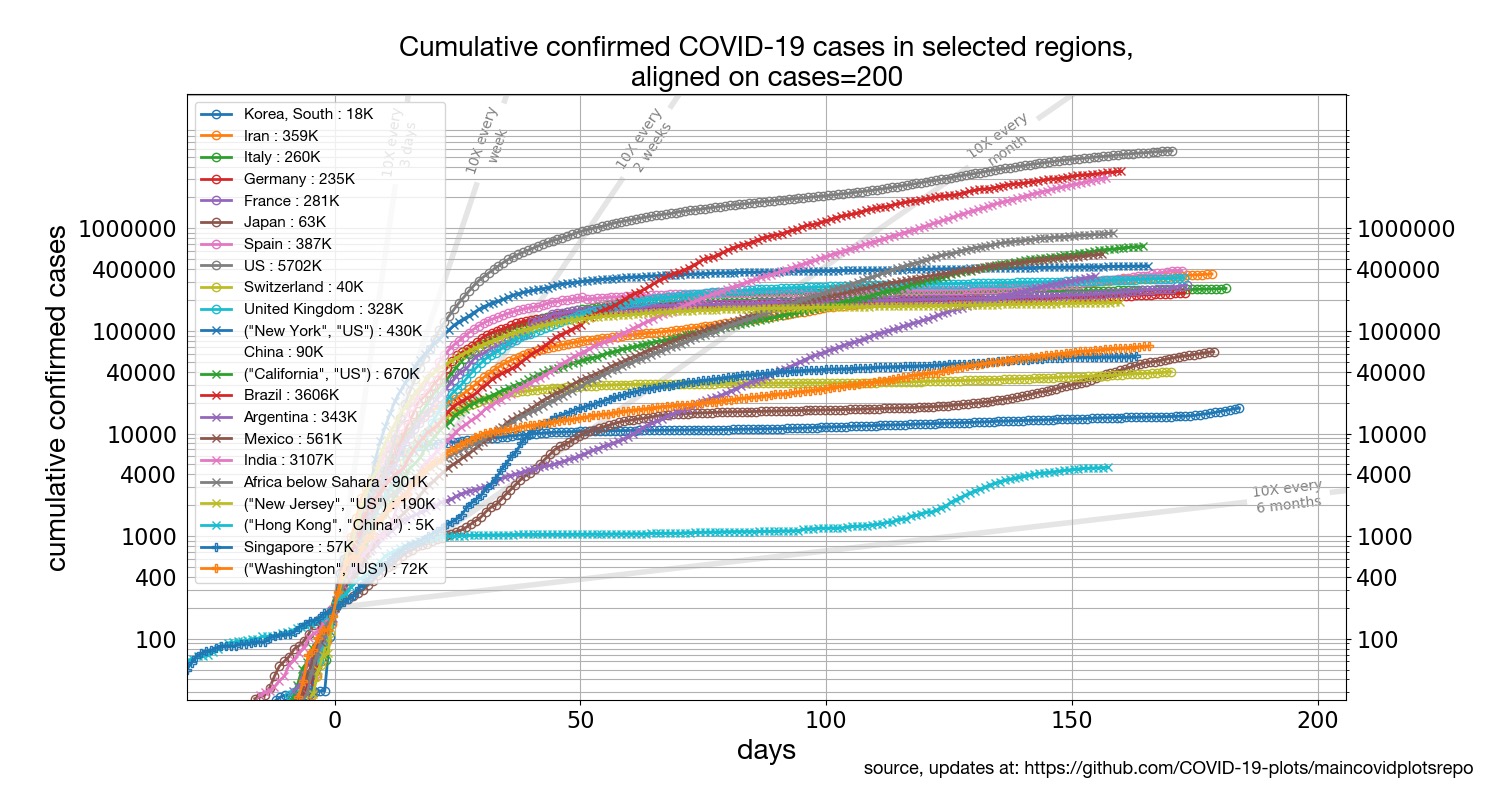 Cumulative confirmed COVID-19 cases in selected regions,
aligned on cases=200
cumulative confirmed cases
1000000
400000
100000
40000
10000
4000
1000
400
100
Korea, South : 18K
Iran : 359K
Italy : 260K
Germany : 235K
France : 281K
Japan : 63K
Spain : 387K
US : 5702K
Switzerland : 40K
United Kingdom : 328K
("New York", "US") : 430K
China : 90K
("California", "US") : 670K
Brazil : 3606K
Argentina : 343K
Mexico : 561K
India : 3107K
Africa below Sahara : 901K
("New Jersey", "US") : 190K
("Hong Kong", "China") : 5K
Singapore : 57K
("Washington", "US") : 72K
10X every
3 days
10X every
week
10X every
2 weeks
10X every
month
10X every
6 months
1000000
400000
100000
40000
10000
4000
1000
400
100
0
50
100
150
200
days
source, updates at: https://github.com/COVID-19-plots/maincovidplotsrepo